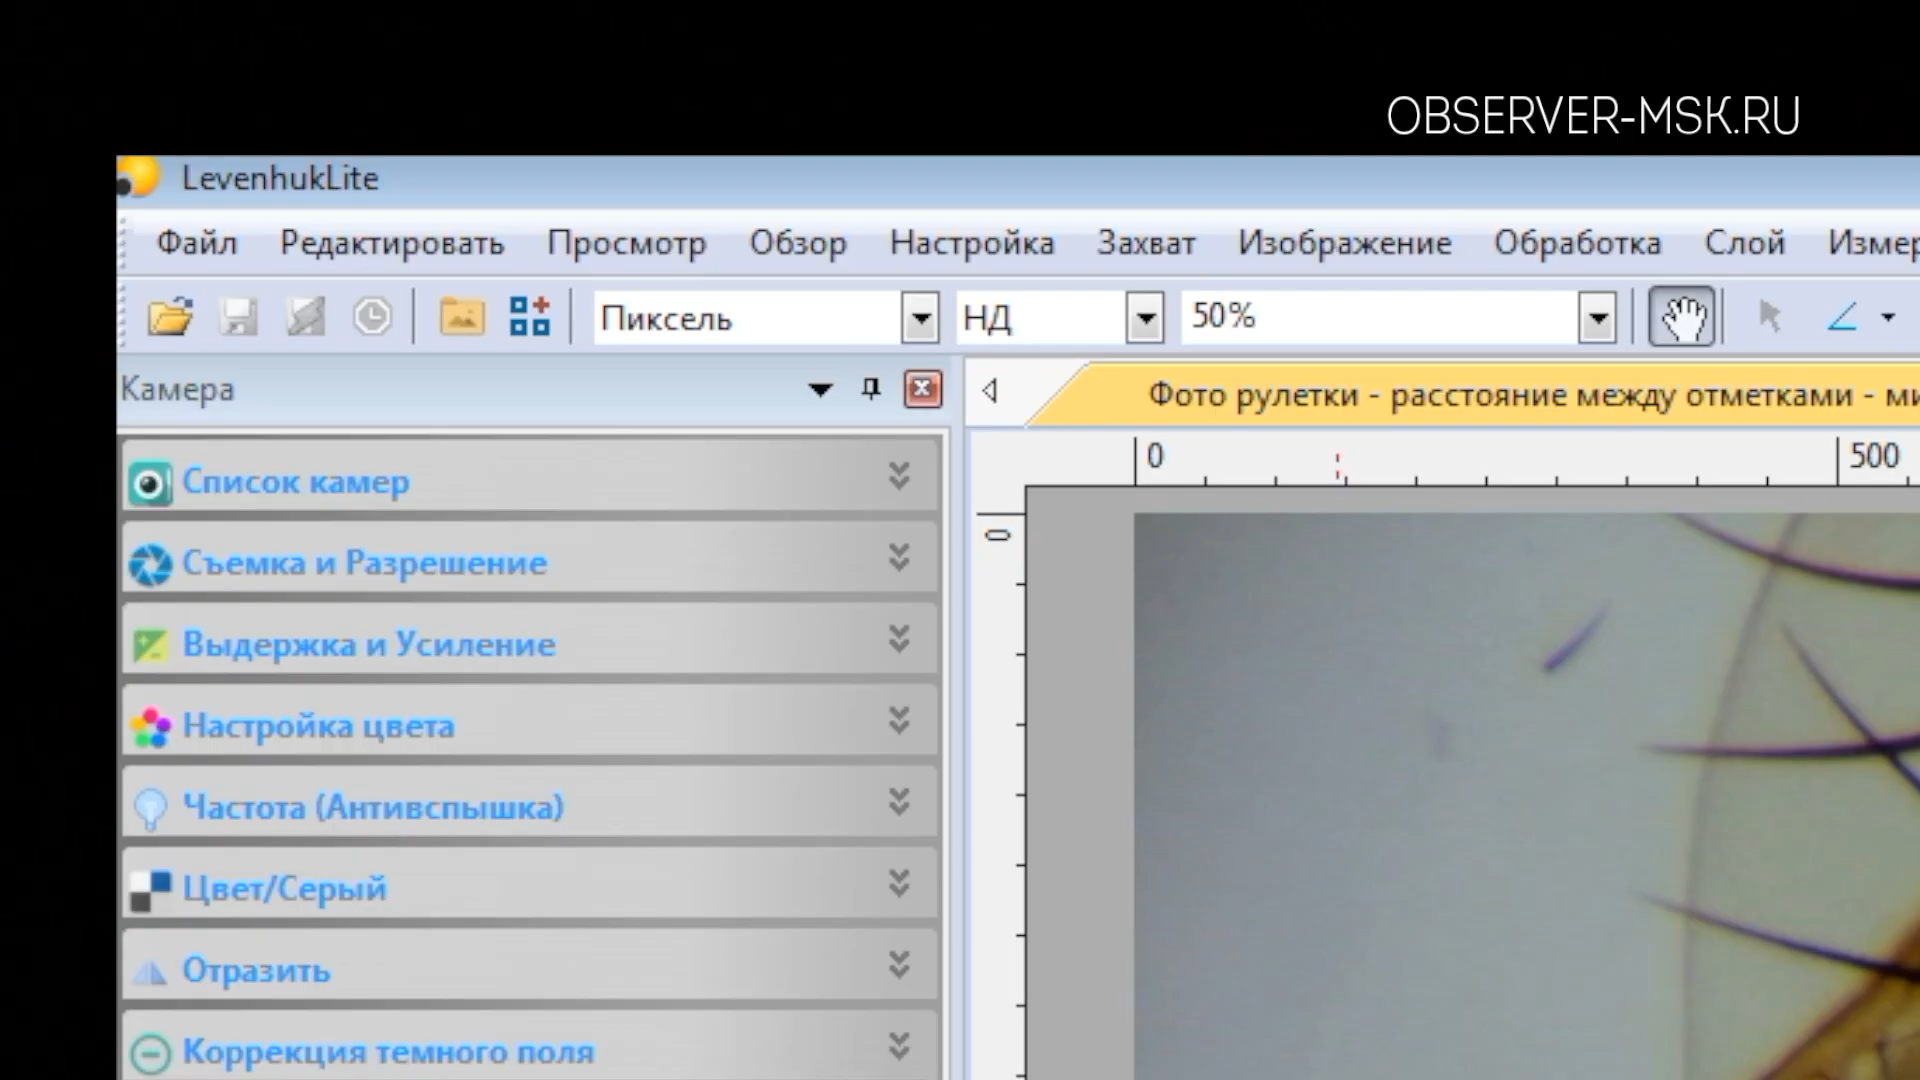 OBSERVER-MSK.RU
LevenhukLite
Файл Редактировать Просмотр Обзор Настройка Захват Изображение Обработка Слой
Пиксель НД 50%
Камера
Фото рулетки - расстояние между отметками -
0 500
0
Список камер
Съемка и Разрешение
Выдержка и Усиление
Настройка цвета
Частота (Антивспышка)
Цвет/Серый
Отразить
Коррекция темного поля